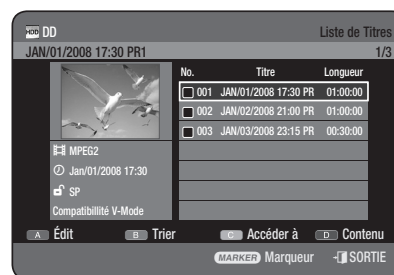 HDD DD Liste de Titres
JAN/01/2008 17:30 PR1 1/3
No. Titre Longueur
001 JAN/01/2008 17:30 PR 01:00:00
002 JAN/02/2008 21:00 PR 01:00:00
003 JAN/03/2008 23:15 PR 00:30:00
MPEG2
Jan/01/2008 17:30
SP
Compatibillité V-Mode
A Édit B Trier C Accéder à D Contenu
MARKER Marqueur SORTIE